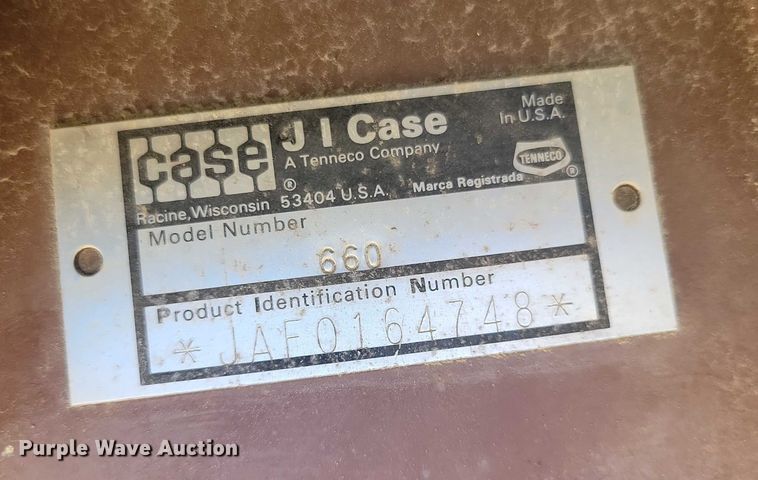 case
®
J I Case
A Tenneco Company
Made
In U.S.A.
TENNECO
®
Racine, Wisconsin 53404 U.S.A. Marca Registrada
Model Number
660
Product Identification Number
*JAF0164748*
Purple Wave Auction